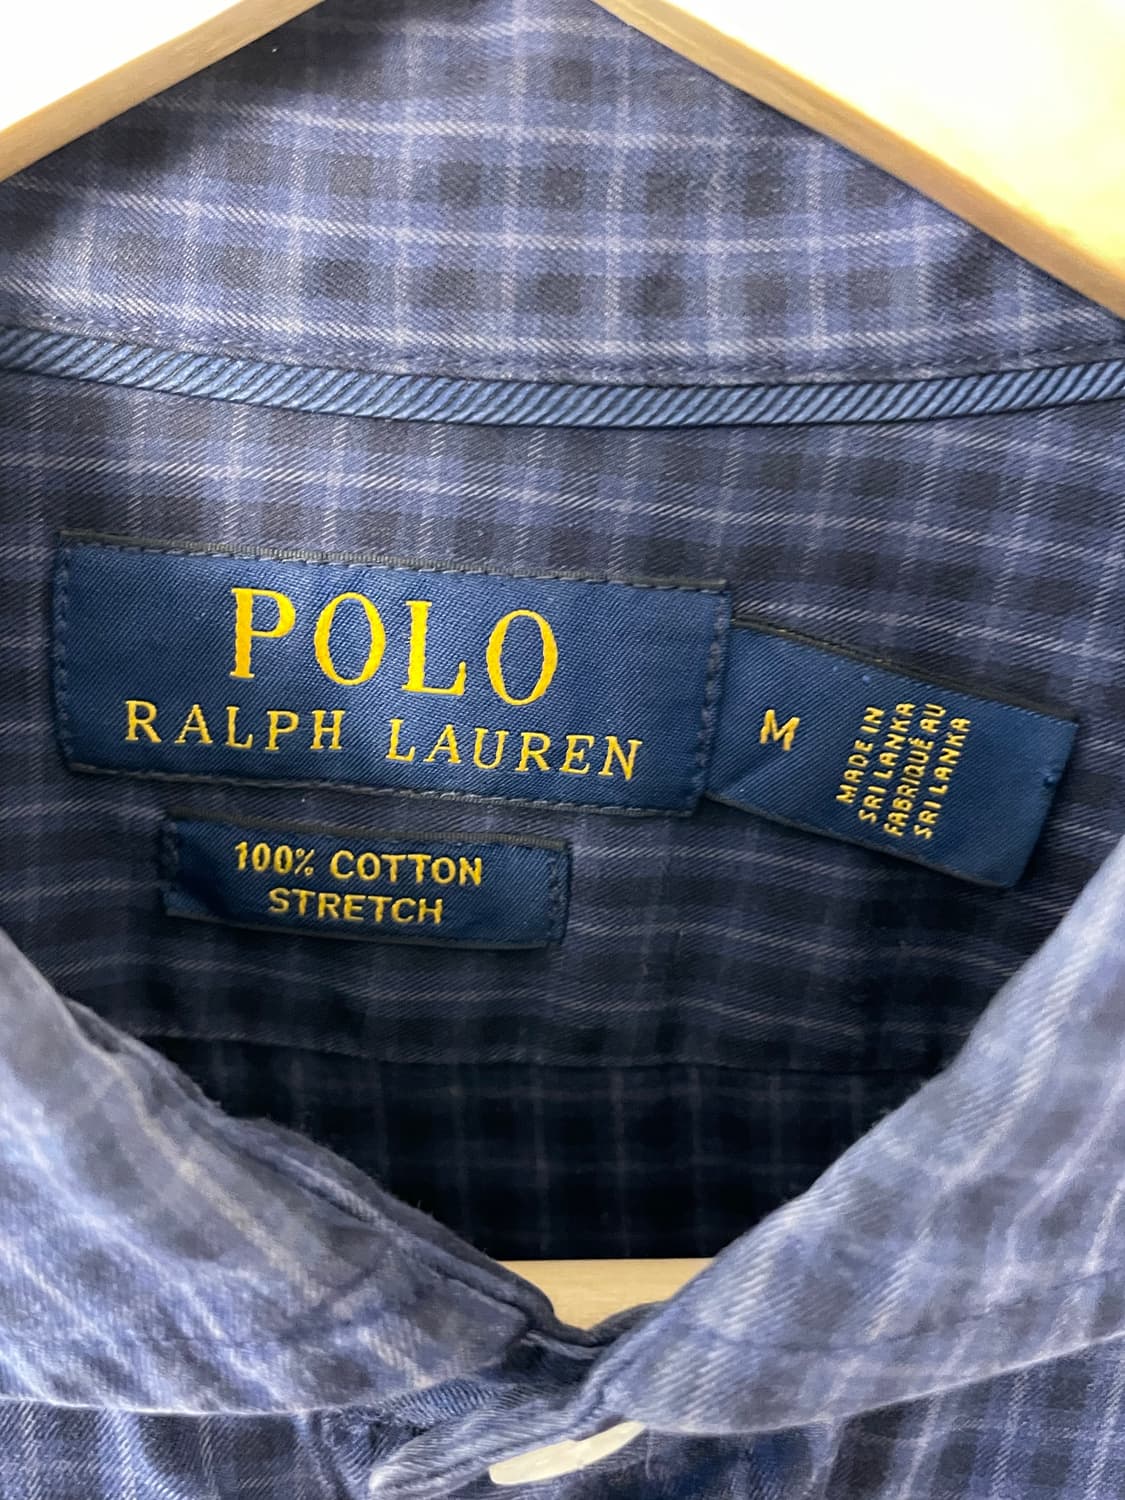 POLO
RALPH LAUREN
M
MADE IN
SRI LANKA
FABRIQUÉ AU
SRI LANKA
100% COTTON
STRETCH